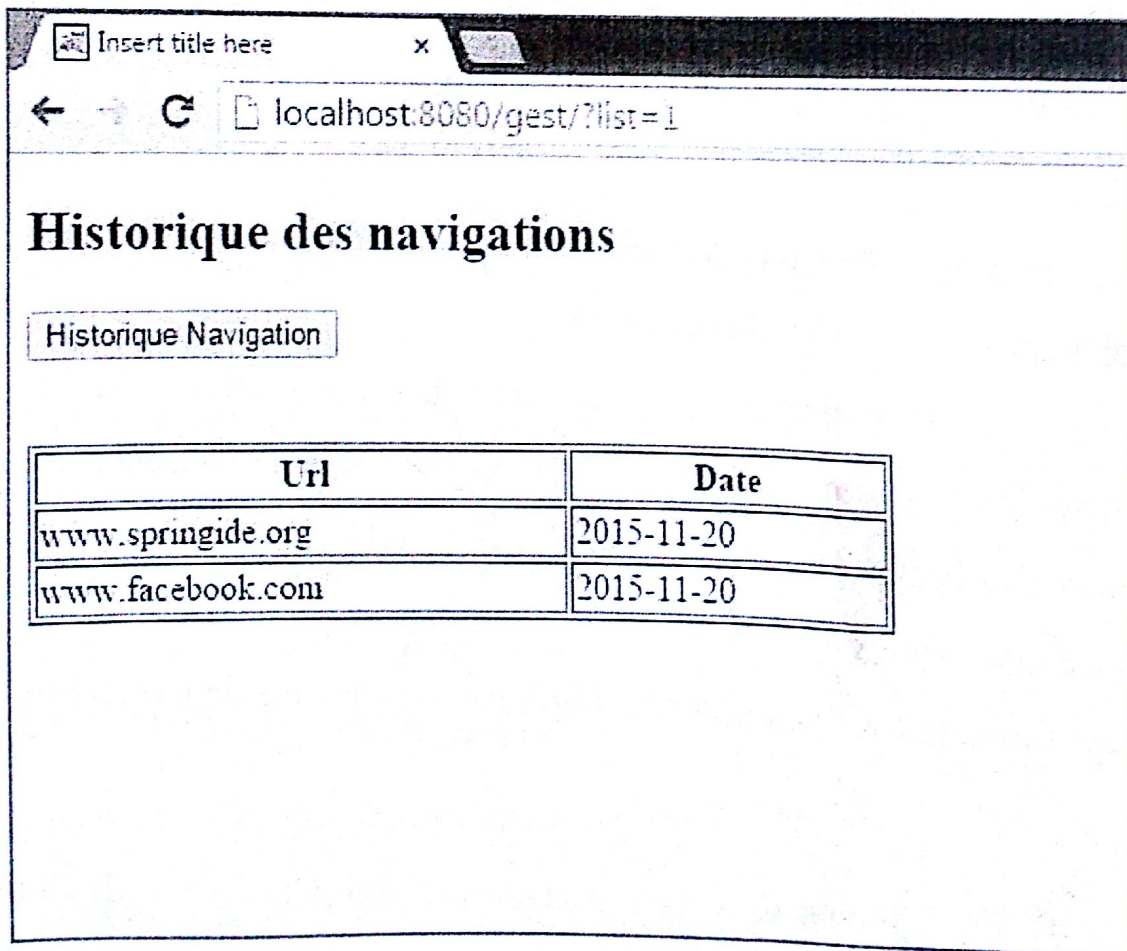 Insert title here
localhost:8080/gest/?list=1
Historique des navigations
Historique Navigation
Url Date
www.springide.org 2015-11-20
www.facebook.com 2015-11-20